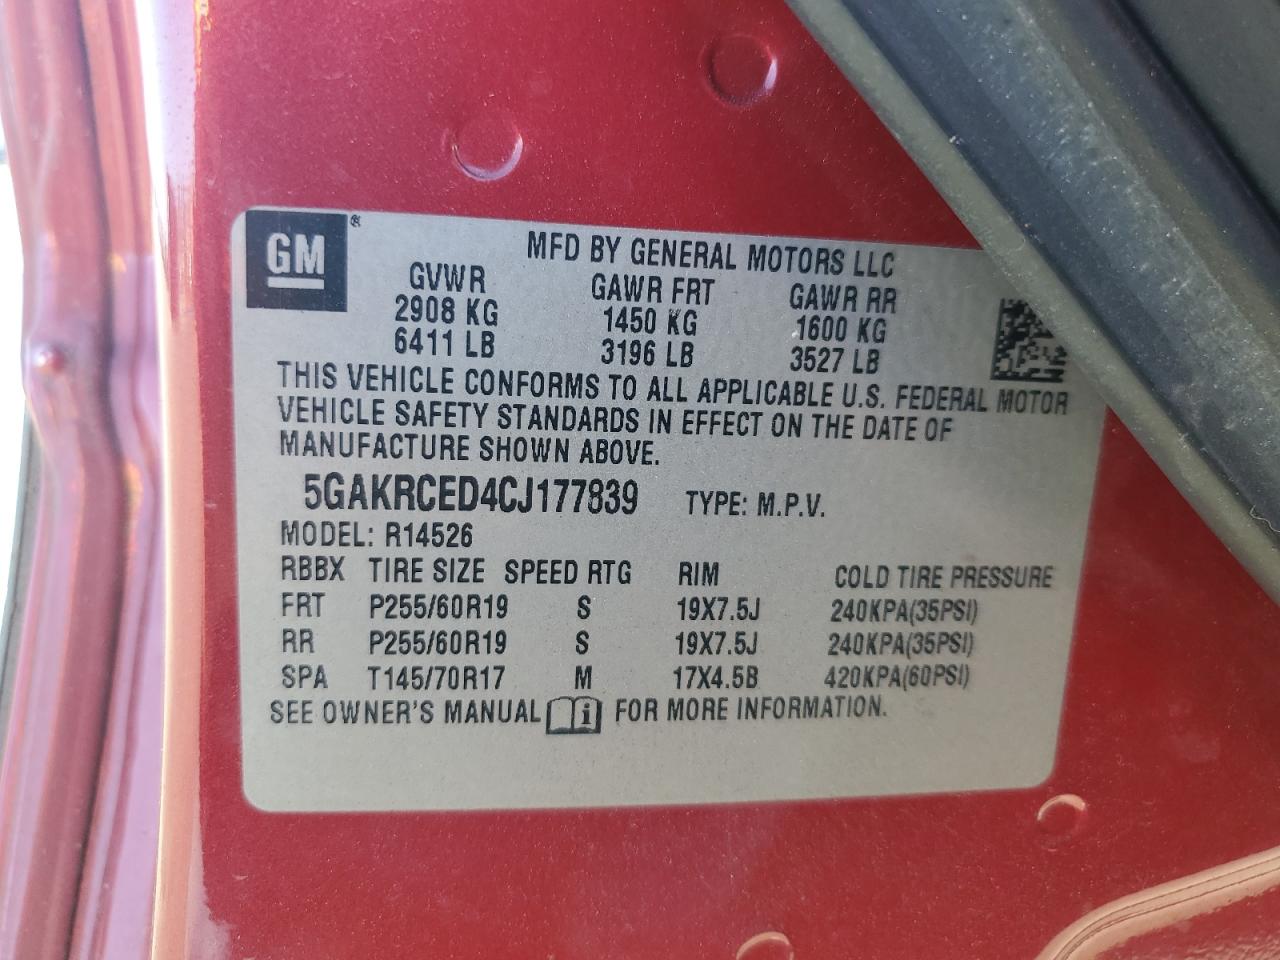 GM ®
MFD BY GENERAL MOTORS LLC
GVWR GAWR FRT GAWR RR
2908 KG 1450 KG 1600 KG
6411 LB 3196 LB 3527 LB
THIS VEHICLE CONFORMS TO ALL APPLICABLE U.S. FEDERAL MOTOR
VEHICLE SAFETY STANDARDS IN EFFECT ON THE DATE OF
MANUFACTURE SHOWN ABOVE.
5GAKRCED4CJ177839 TYPE: M.P.V.
MODEL: R14526
RBBX TIRE SIZE SPEED RTG RIM COLD TIRE PRESSURE
FRT P255/60R19 S 19X7.5J 240KPA(35PSI)
RR P255/60R19 S 19X7.5J 240KPA(35PSI)
SPA T145/70R17 M 17X4.5B 420KPA(60PSI)
SEE OWNER'S MANUAL i FOR MORE INFORMATION.